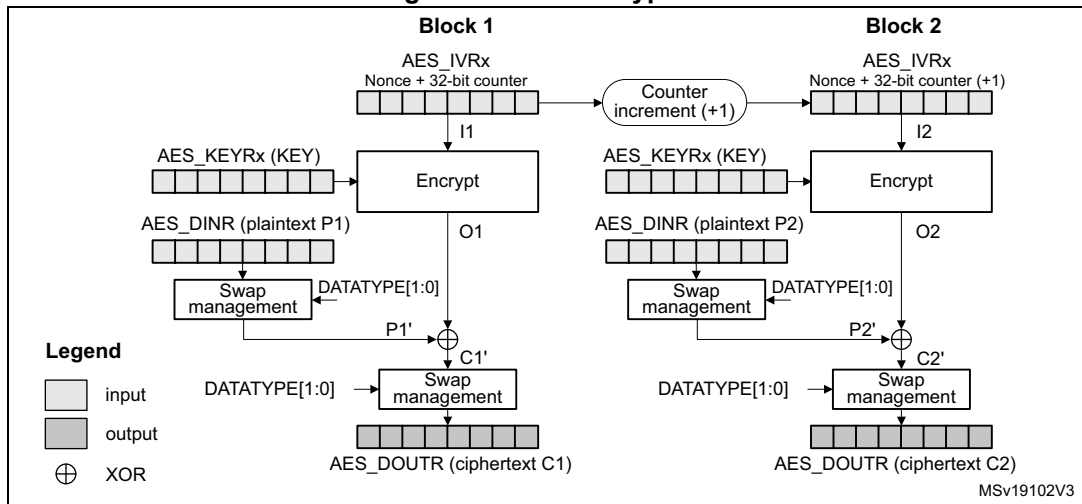 Block 1
Block 2
AES_IVRx
Nonce + 32-bit counter
Counter
increment (+1)
AES_IVRx
Nonce + 32-bit counter (+1)
I1
I2
AES_KEYRx (KEY)
Encrypt
AES_KEYRx (KEY)
Encrypt
AES_DINR (plaintext P1)
O1
AES_DINR (plaintext P2)
O2
Swap
management
DATATYPE[1:0]
Swap
management
DATATYPE[1:0]
P1'
P2'
C1'
C2'
Legend
input
output
XOR
DATATYPE[1:0]
Swap
management
DATATYPE[1:0]
Swap
management
AES_DOUTR (ciphertext C1)
AES_DOUTR (ciphertext C2)
MSv19102V3